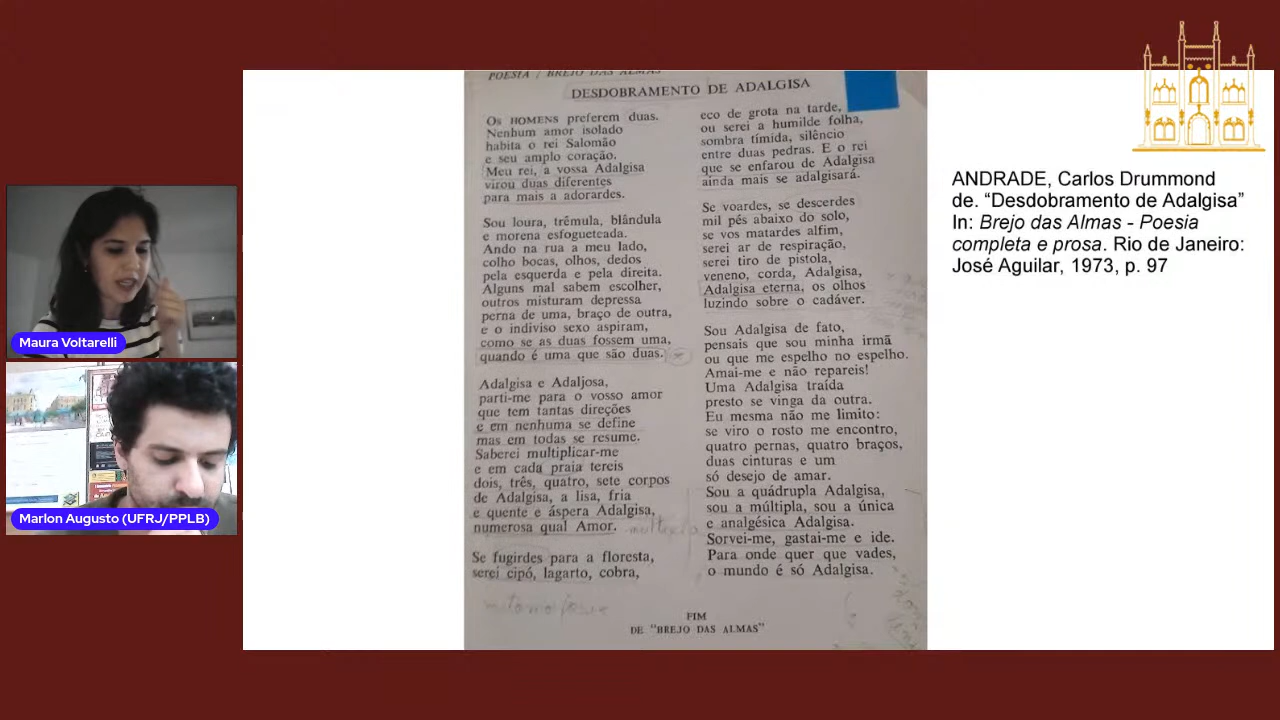 POESIA / BREJO DAS ALMAS
DESDOBRAMENTO DE ADALGISA
Os HOMENS preferem duas.
Nenhum amor isolado
habita o rei Salomão
e seu amplo coração.
Meu rei, a vossa Adalgisa
virou duas diferentes
para mais a adorardes.
Sou loura, trêmula, blândula
e morena esfogueteada.
Ando na rua a meu lado,
colho bocas, olhos, dedos
pela esquerda e pela direita.
Alguns mal sabem escolher,
outros misturam depressa
perna de uma, braço de outra,
e o indiviso sexo aspiram,
como se as duas fossem uma,
quando é uma que são duas.
Adalgisa e Adaljosa,
parti-me para o vosso amor
que tem tantas direções
e em nenhuma se define
mas em todas se resume.
Saberei multiplicar-me
e em cada praia tereis
dois, três, quatro, sete corpos
de Adalgisa, a lisa, fria
e quente e áspera Adalgisa,
numerosa qual Amor.
Se fugirdes para a floresta,
serei cipó, lagarto, cobra,
eco de grota na tarde,
ou serei a humilde folha,
sombra tímida, silêncio
entre duas pedras. E o rei
que se enfarou de Adalgisa
ainda mais se adalgisará.
Se voardes, se descerdes
mil pés abaixo do solo,
se vos matardes alfim,
serei ar de respiração,
serei tiro de pistola,
veneno, corda, Adalgisa,
Adalgisa eterna, os olhos
luzindo sobre o cadáver.
Sou Adalgisa de fato,
pensais que sou minha irmã
ou que me espelho no espelho.
Amai-me e não repareis!
Uma Adalgisa traída
presto se vinga da outra.
Eu mesma não me limito:
se viro o rosto me encontro,
quatro pernas, quatro braços,
duas cinturas e um
só desejo de amar.
Sou a quádrupla Adalgisa,
sou a múltipla, sou a única
e analgésica Adalgisa.
Sorvei-me, gastai-me e ide.
Para onde quer que vades,
o mundo é só Adalgisa.
FIM
DE "BREJO DAS ALMAS"
ANDRADE, Carlos Drummond
de. “Desdobramento de Adalgisa”
In: Brejo das Almas - Poesia
completa e prosa. Rio de Janeiro:
José Aguilar, 1973, p. 97
Maura Voltarelli
Marlon Augusto (UFRJ/PPLB)